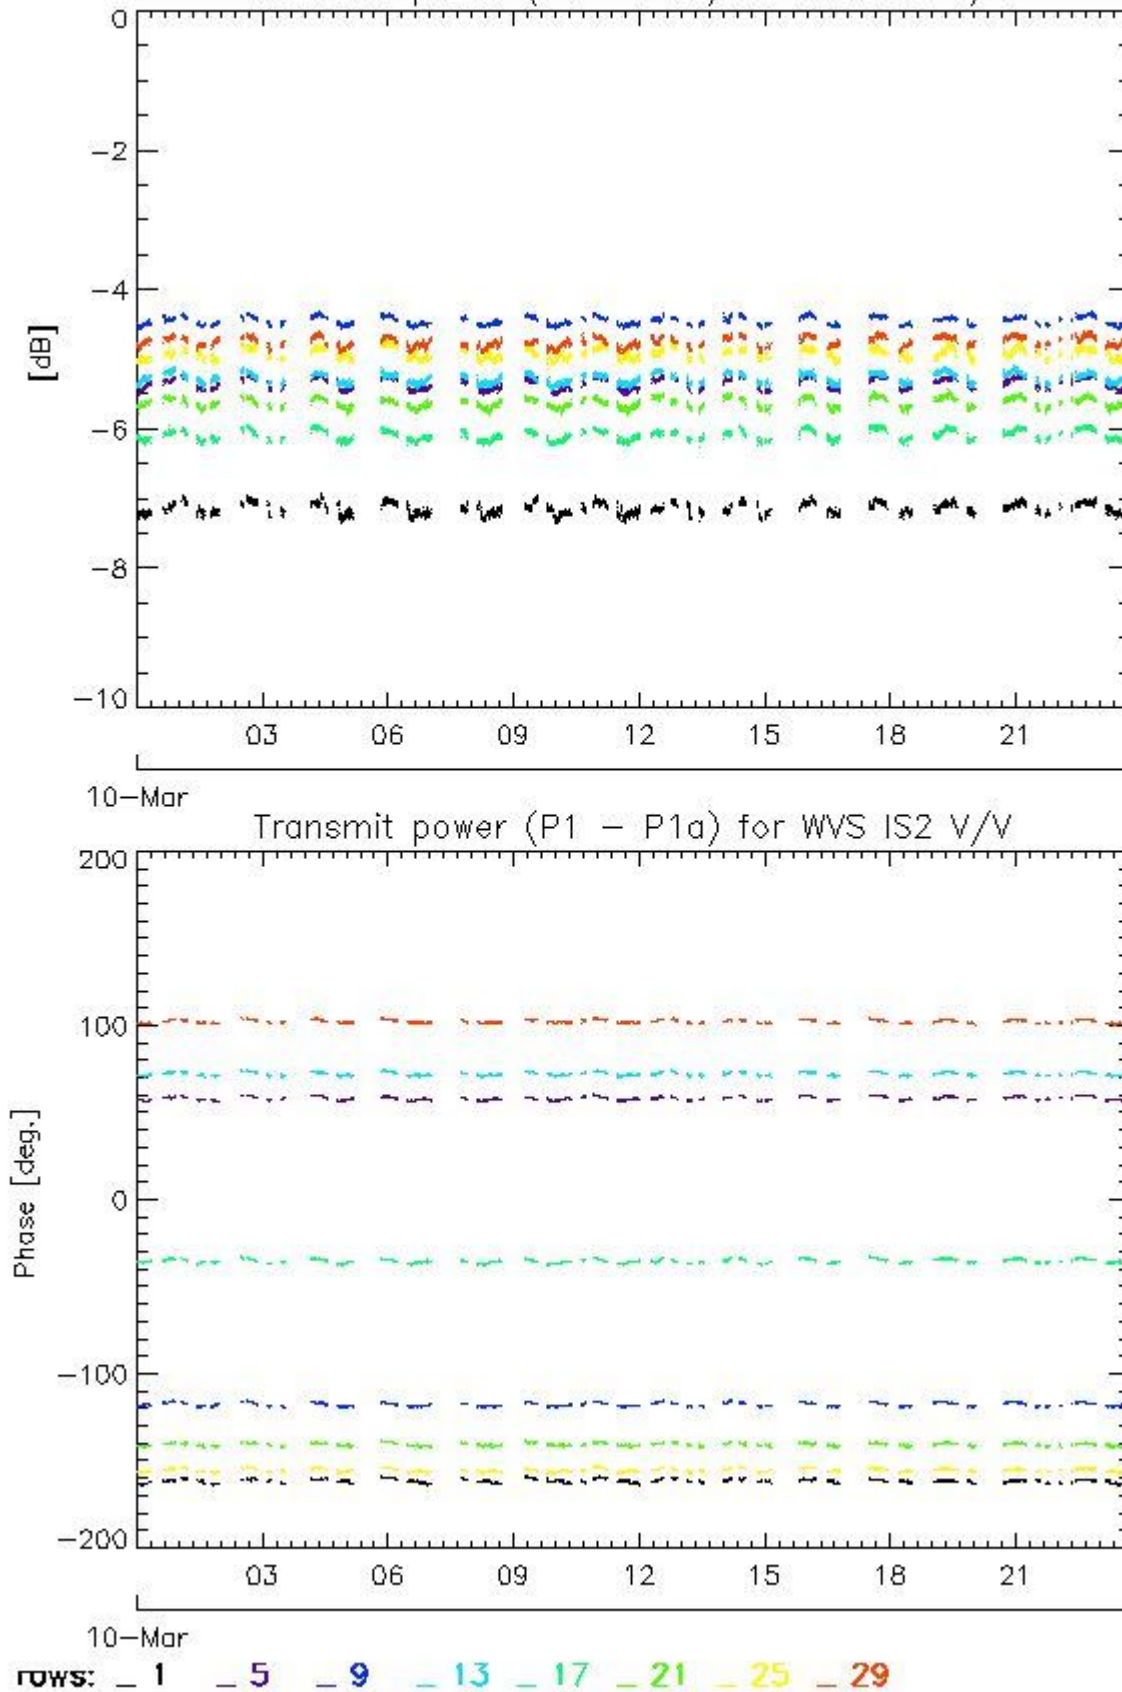 0
-2
-4
[dB]
-6
-8
-10
03 06 09 12 15 18 21
10-Mar
Transmit power (P1 - P1a) for WVS IS2 V/V
200
100
0
Phase [deg.]
-100
-200
03 06 09 12 15 18 21
10-Mar
rows: _ 1 _ 5 _ 9 _ 13 _ 17 _ 21 _ 25 _ 29